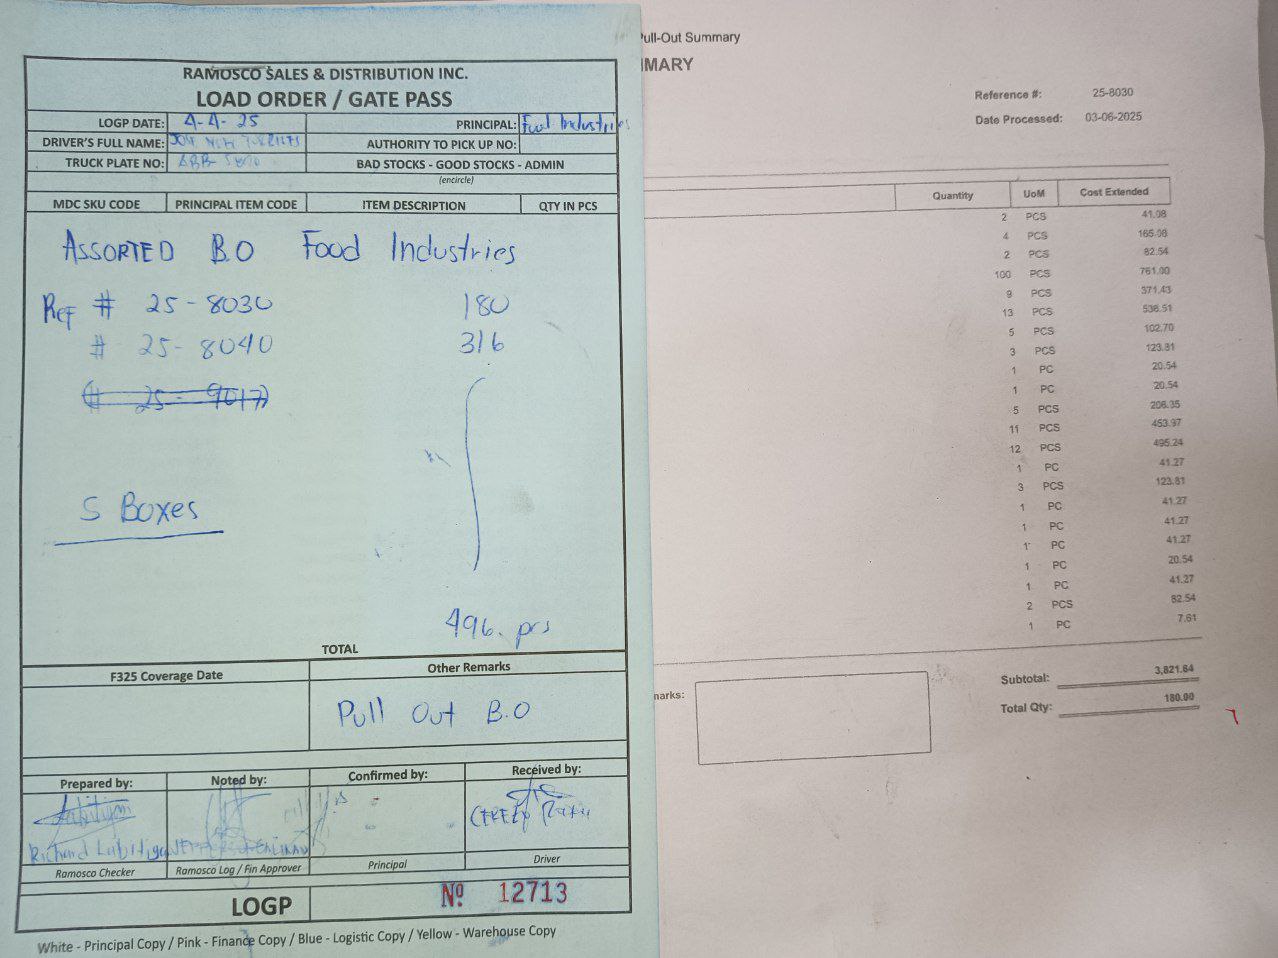 RAMOSCO SALES & DISTRIBUTION INC.
LOAD ORDER / GATE PASS
LOGP DATE: 4-4-25 PRINCIPAL: Food Industries
DRIVER'S FULL NAME: AUTHORITY TO PICK UP NO:
TRUCK PLATE NO: BAD STOCKS - GOOD STOCKS - ADMIN
(encircle)
MDC SKU CODE PRINCIPAL ITEM CODE ITEM DESCRIPTION QTY IN PCS
ASSORTED B.O Food Industries
Ref # 25-8030 180
# 25-8040 316
(# 25-9017)
5 Boxes
496. prs
TOTAL
F325 Coverage Date Other Remarks
Pull Out B.O
Prepared by: Noted by: Confirmed by: Received by:
Richard Labitigan
Ramosco Checker Ramosco Log / Fin Approver Principal Driver
LOGP Nº 12713
White - Principal Copy / Pink - Finance Copy / Blue - Logistic Copy / Yellow - Warehouse Copy
ull-Out Summary
MARY
Reference #: 25-8030
Date Processed: 03-06-2025
Quantity UoM Cost Extended
2 PCS 41.08
4 PCS 165.08
2 PCS 82.54
100 PCS 761.00
9 PCS 371.43
13 PCS 536.51
5 PCS 102.70
3 PCS 123.81
1 PC 20.54
1 PC 20.54
5 PCS 206.35
11 PCS 453.97
12 PCS 495.24
1 PC 41.27
3 PCS 123.81
1 PC 41.27
1 PC 41.27
1 PC 41.27
1 PC 20.54
1 PC 41.27
2 PCS 82.54
1 PC 7.61
marks:
Subtotal: 3,821.64
Total Qty: 180.00